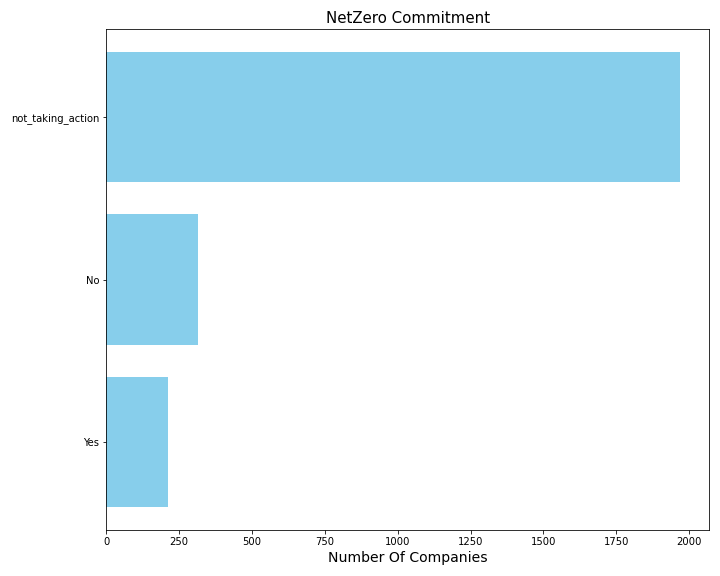 NetZero Commitment
not_taking_action
No
Yes
0 250 500 750 1000 1250 1500 1750 2000
Number Of Companies